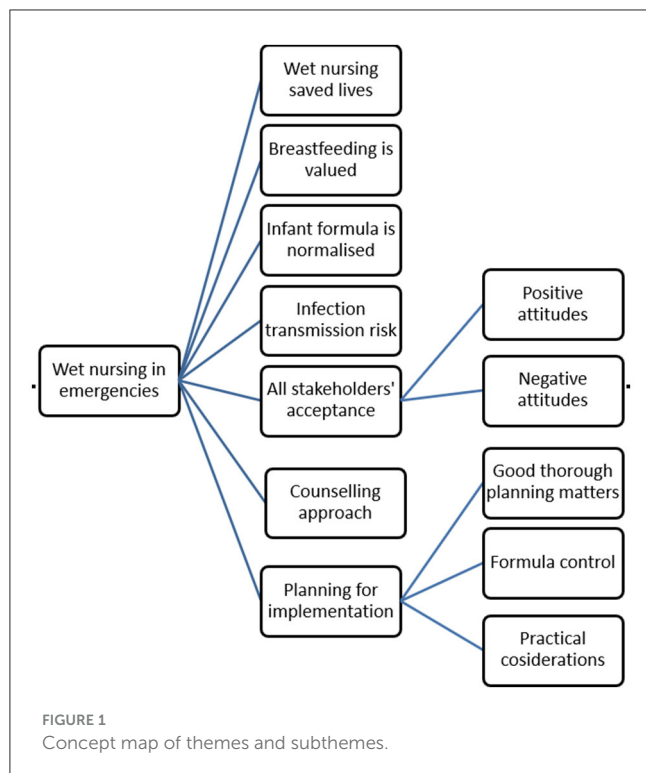 Wet nursing
saved lives
Breastfeeding is
valued
Infant formula is
normalised
Infection
transmission risk
Positive
attitudes
Wet nursing in
emergencies
All stakeholders'
acceptance
Negative
attitudes
Counselling
approach
Good thorough
planning matters
Planning for
implementation
Formula control
Practical
cosiderations
FIGURE 1
Concept map of themes and subthemes.